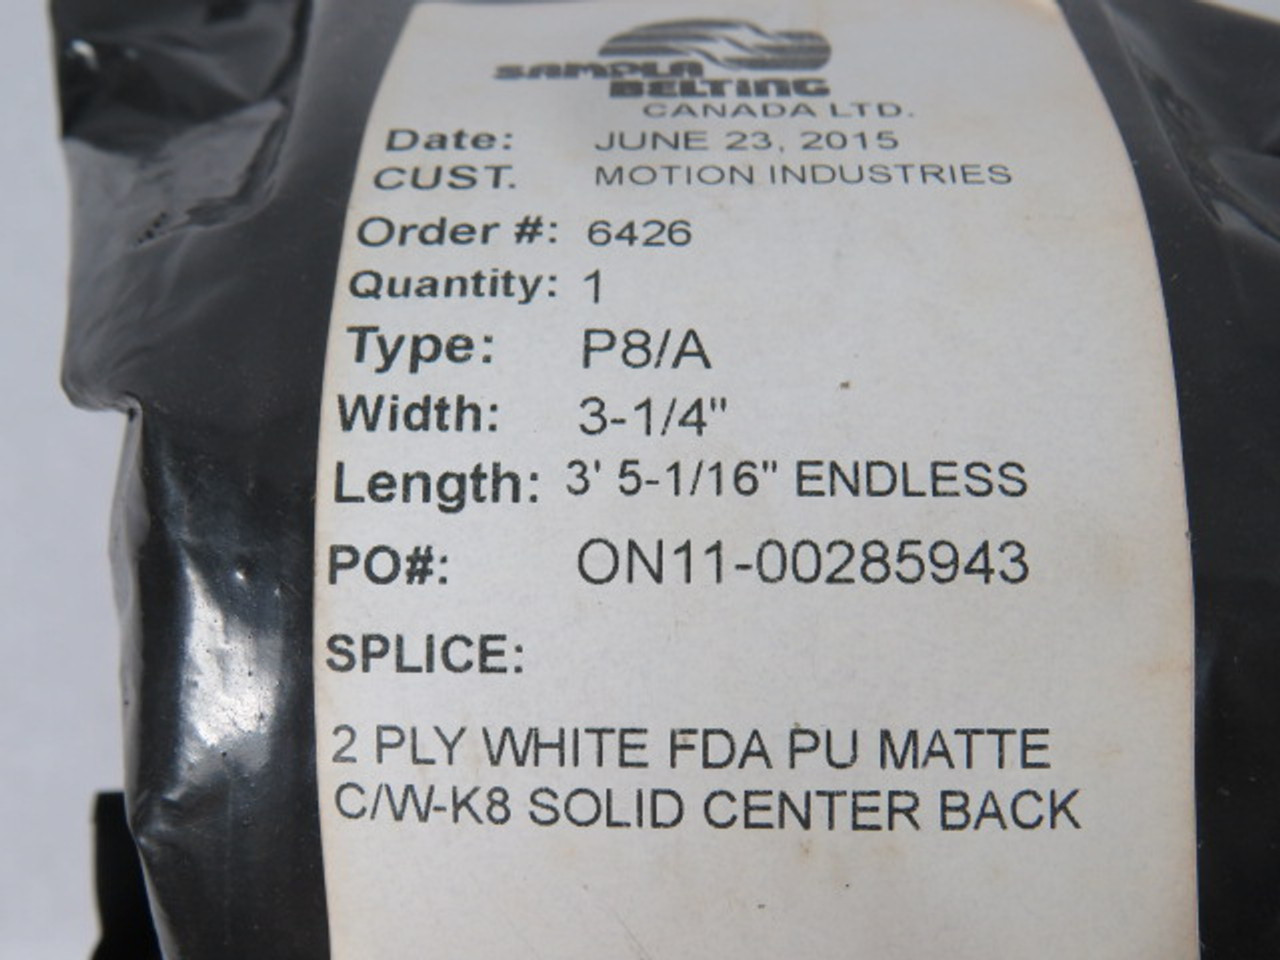 SAMPLA
BELTING
CANADA LTD.
Date: JUNE 23, 2015
CUST. MOTION INDUSTRIES
Order #: 6426
Quantity: 1
Type: P8/A
Width: 3-1/4"
Length: 3' 5-1/16" ENDLESS
PO#: ON11-00285943
SPLICE:
2 PLY WHITE FDA PU MATTE
C/W-K8 SOLID CENTER BACK